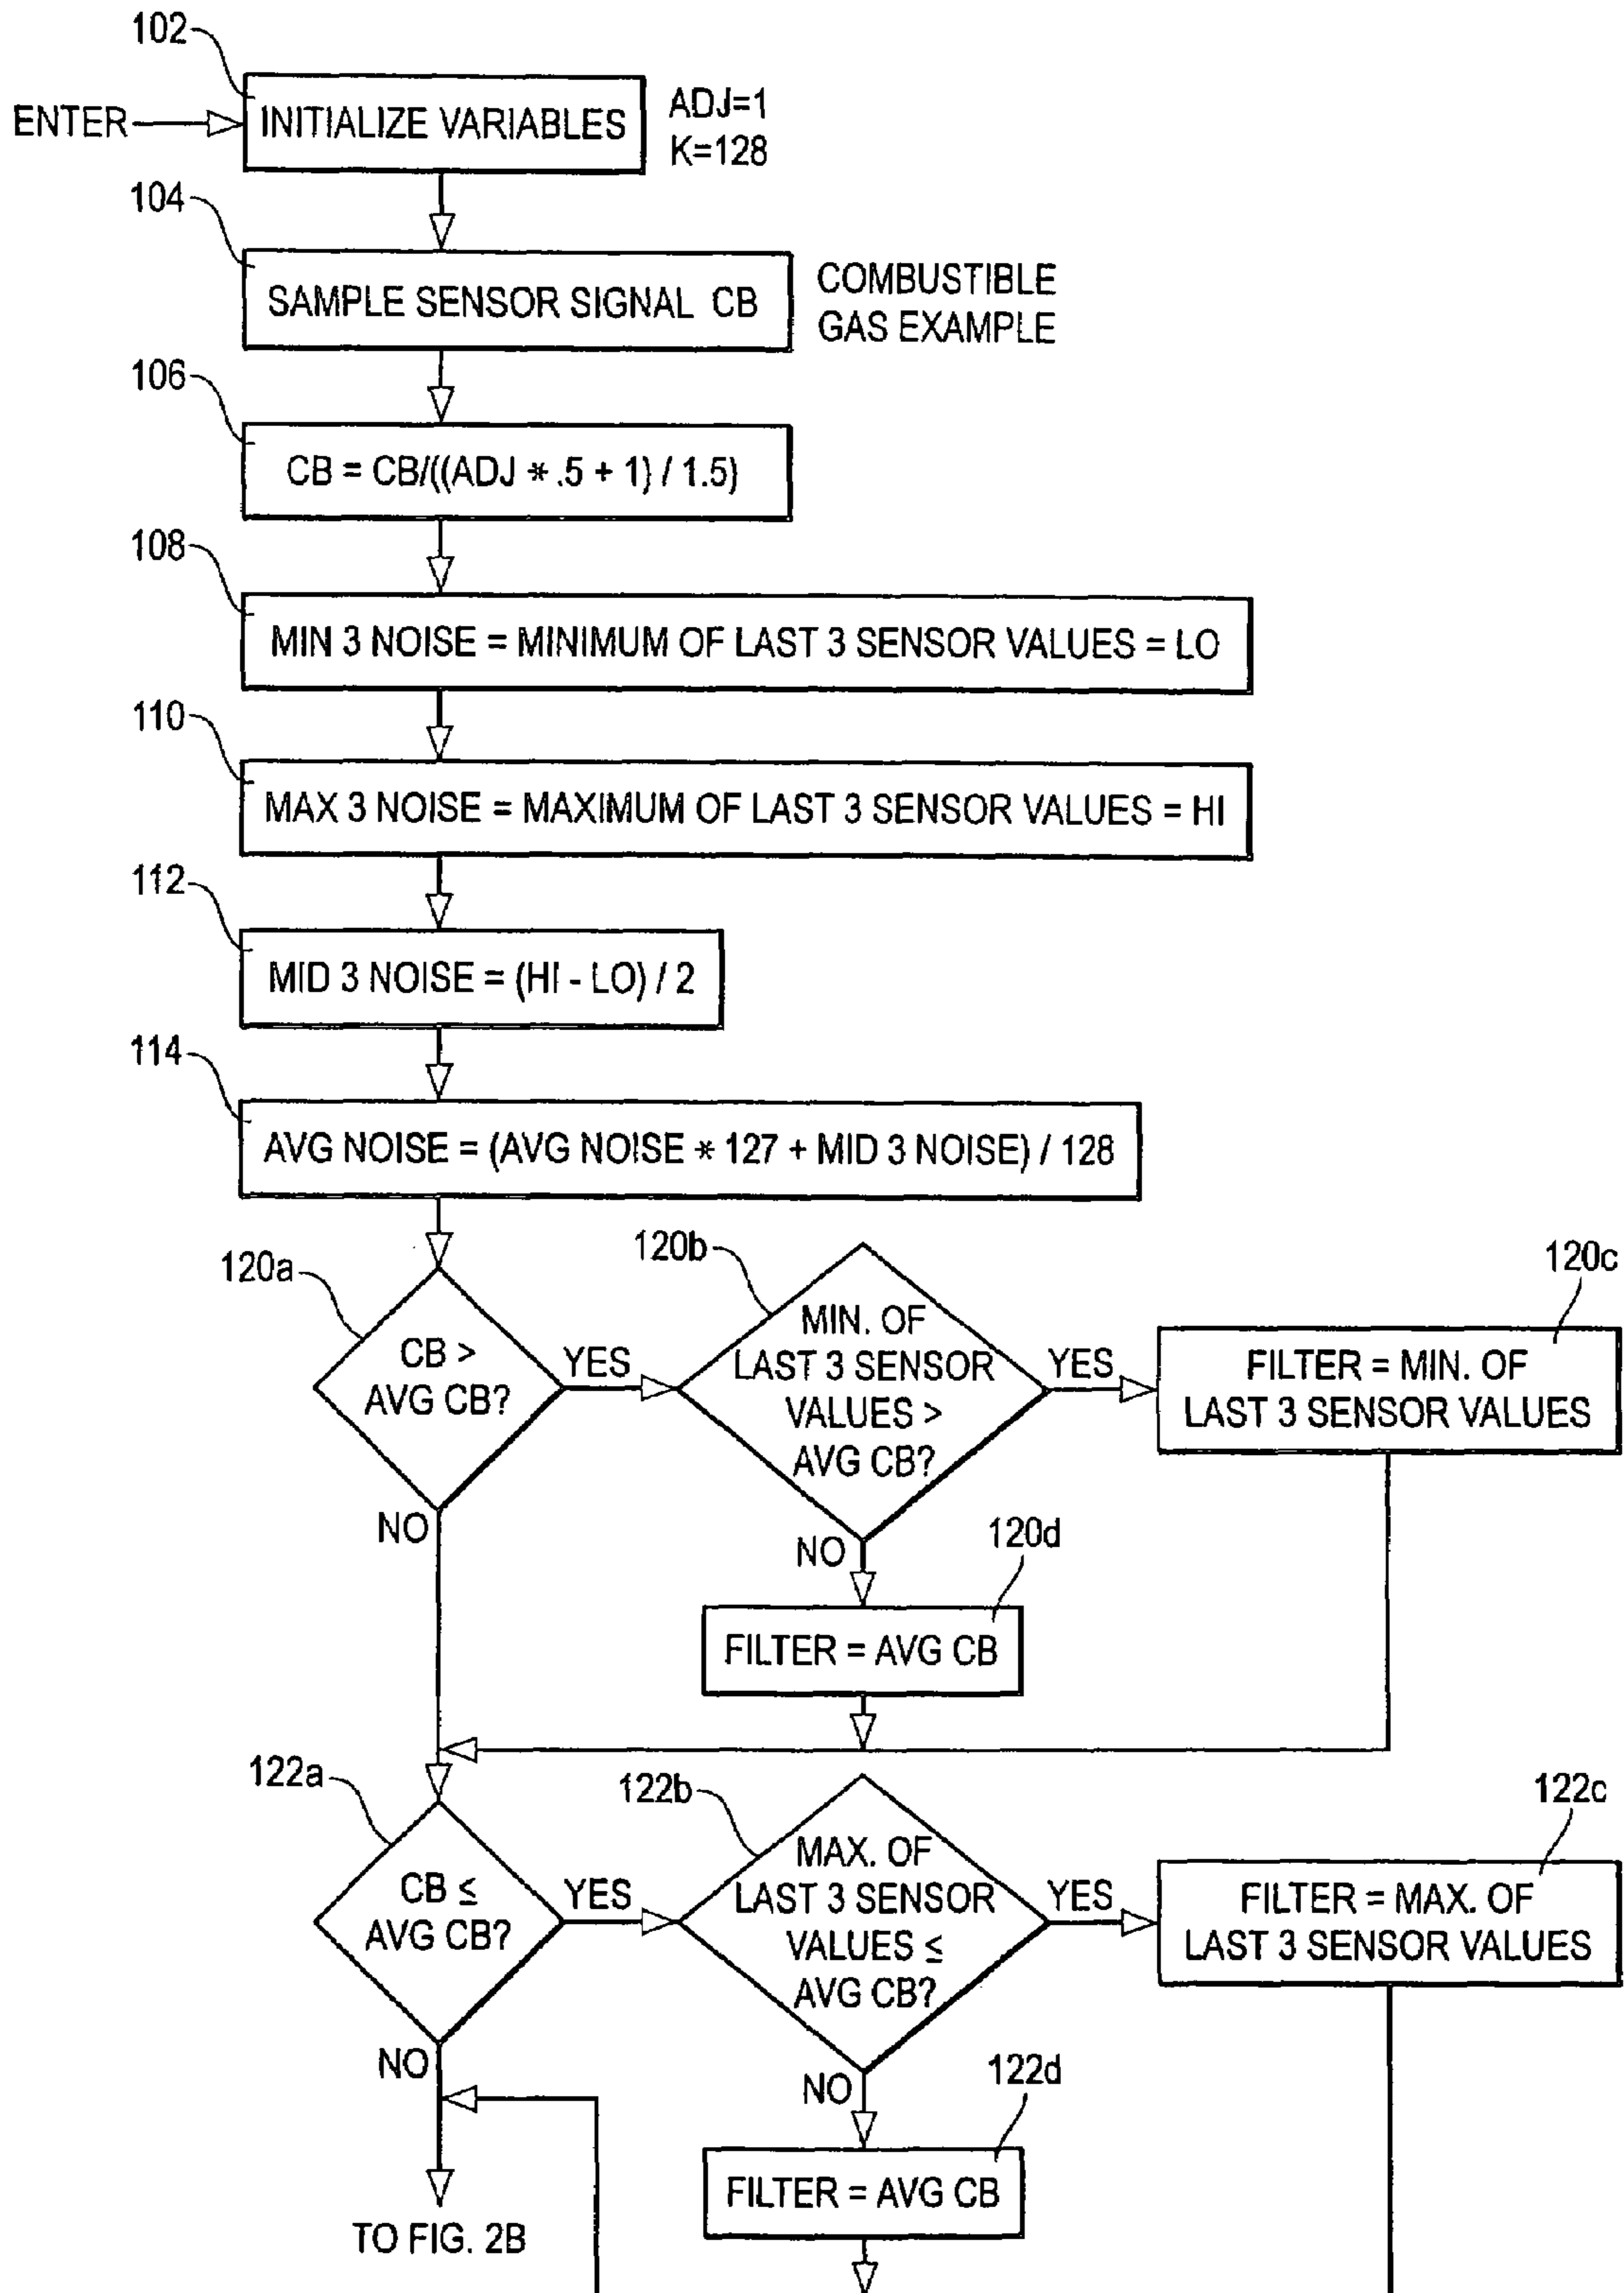 102
ENTER
INITIALIZE VARIABLES
ADJ=1
K=128
104
SAMPLE SENSOR SIGNAL CB
COMBUSTIBLE
GAS EXAMPLE
106
CB = CB/((ADJ * .5 + 1) / 1.5)
108
MIN 3 NOISE = MINIMUM OF LAST 3 SENSOR VALUES = LO
110
MAX 3 NOISE = MAXIMUM OF LAST 3 SENSOR VALUES = HI
112
MID 3 NOISE = (HI - LO) / 2
114
AVG NOISE = (AVG NOISE * 127 + MID 3 NOISE) / 128
120a
CB >
AVG CB?
YES
NO
120b
MIN. OF
LAST 3 SENSOR
VALUES >
AVG CB?
YES
NO
120c
FILTER = MIN. OF
LAST 3 SENSOR VALUES
120d
FILTER = AVG CB
122a
CB ≤
AVG CB?
YES
NO
122b
MAX. OF
LAST 3 SENSOR
VALUES ≤
AVG CB?
YES
NO
122c
FILTER = MAX. OF
LAST 3 SENSOR VALUES
122d
FILTER = AVG CB
TO FIG. 2B